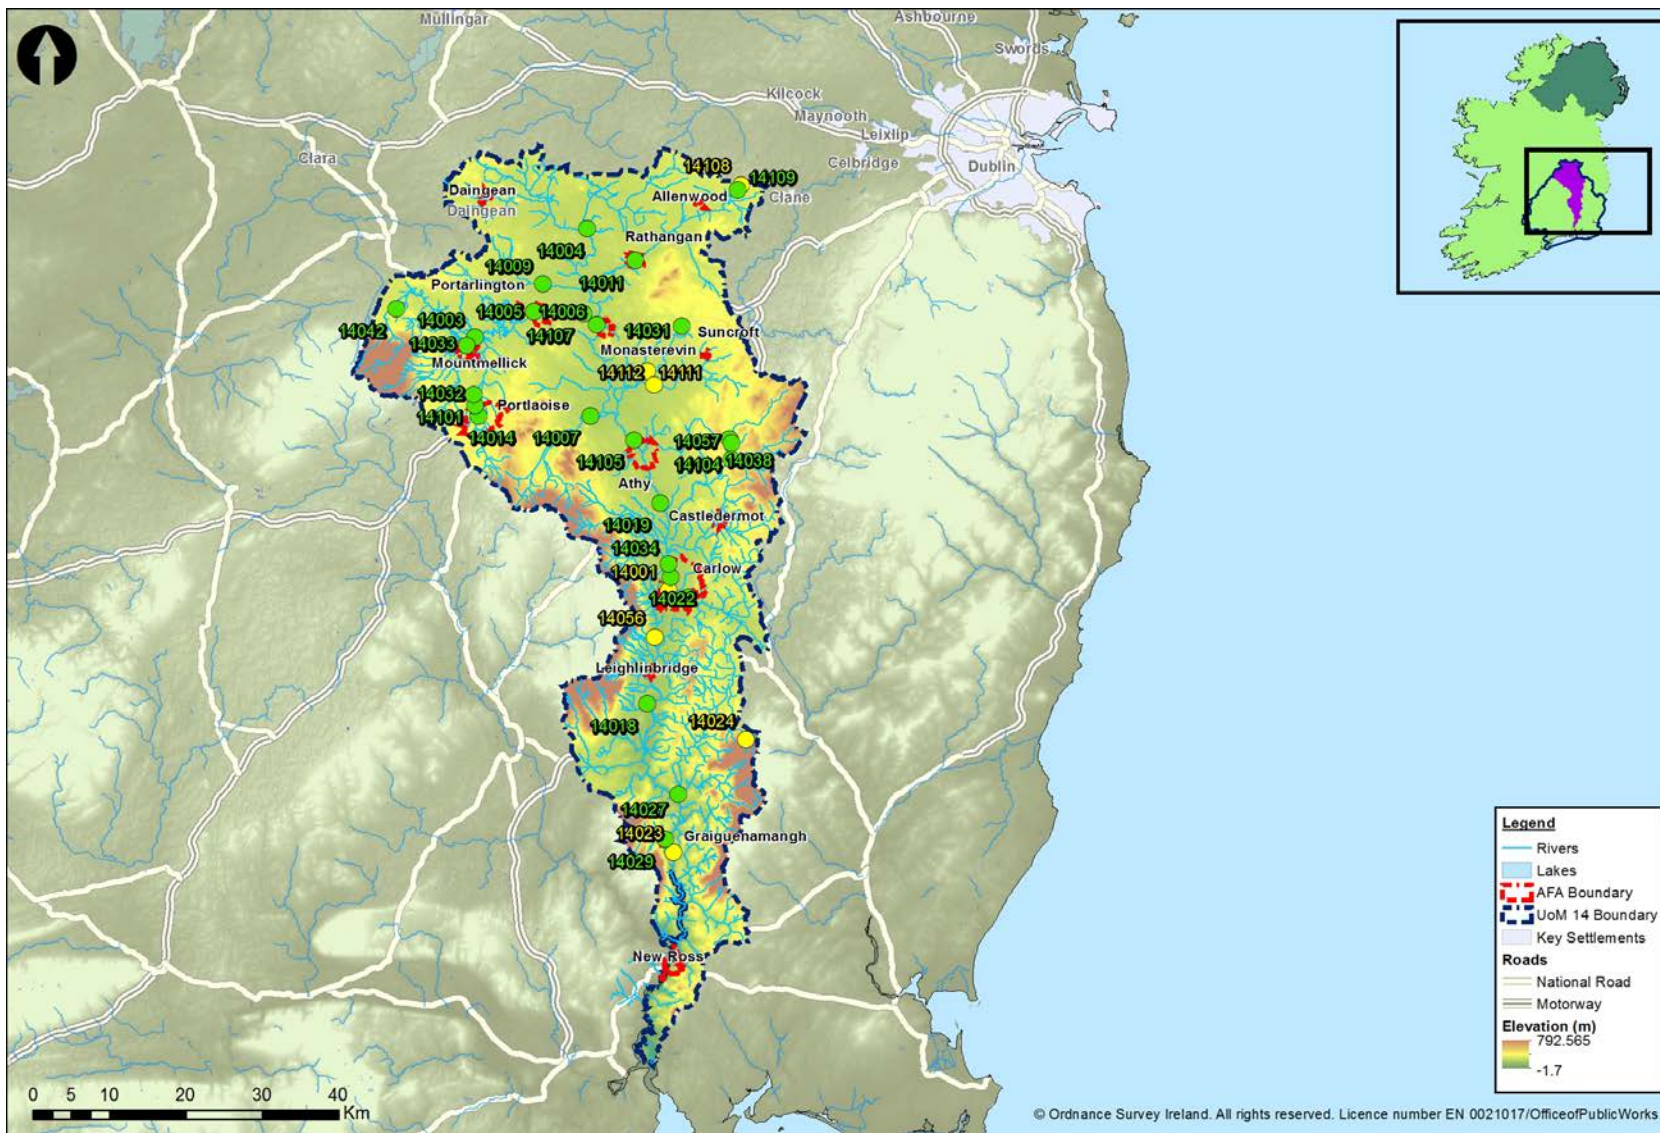 Mullingar
Ashbourne
Swords
Kilcock
Maynooth
Leixlip
Clara
Celbridge
Dublin
14108
14109
Daingean
Allenwood
Clane
Daingean
Rathangan
14004
14009
14011
Portarlington
14005
14006
14042
14003
14107
14031
Suncroft
14033
Monasterevin
Mountmellick
14112
14111
14032
Portlaoise
14101
14014
14007
14057
14105
14104
14038
Athy
Castledermot
14019
14034
14001
Carlow
14022
14056
Leighlinbridge
14018
14024
14027
14023
Graiguenamangh
14029
New Ross
Legend
Rivers
Lakes
AFA Boundary
UoM 14 Boundary
Key Settlements
Roads
National Road
Motorway
Elevation (m)
792.565
-1.7
0 5 10 20 30 40
Km
© Ordnance Survey Ireland. All rights reserved. Licence number EN 0021017/OfficeofPublicWorks